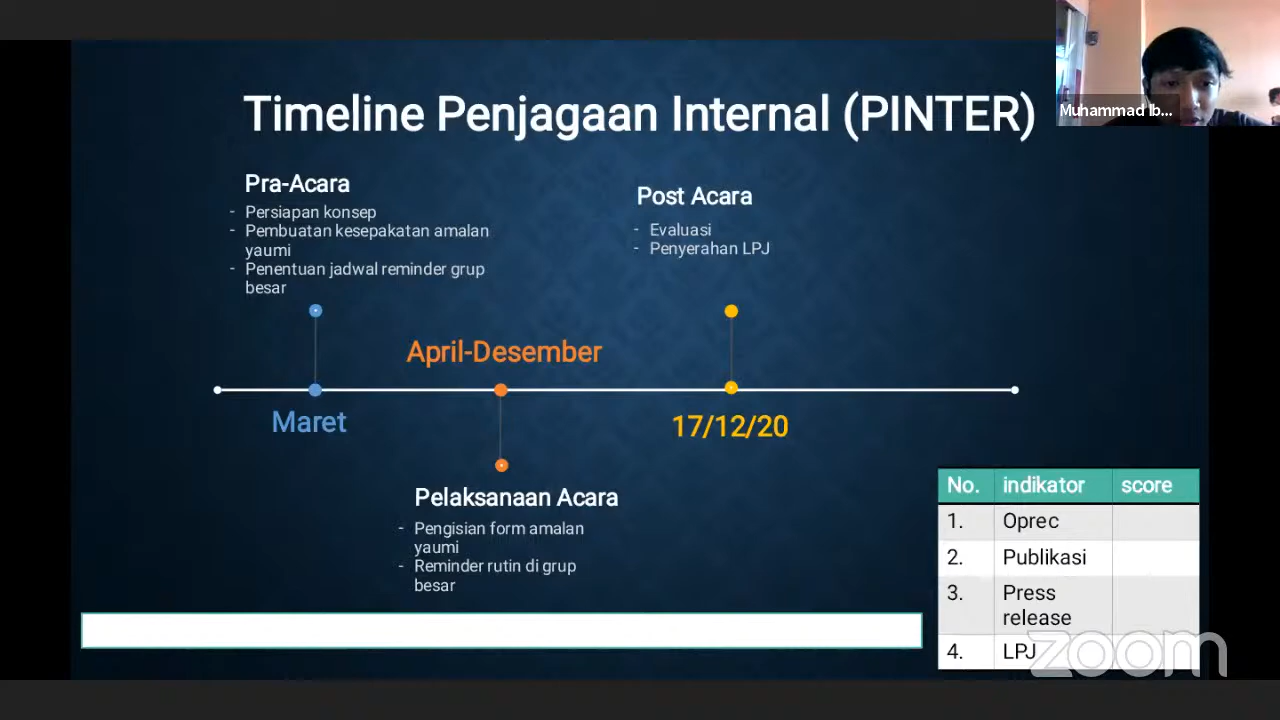 Timeline Penjagaan Internal (PINTER)
Muhammad Ib...
Pra-Acara
- Persiapan konsep
- Pembuatan kesepakatan amalan
yaumi
- Penentuan jadwal reminder grup
besar
Post Acara
- Evaluasi
- Penyerahan LPJ
April-Desember
Maret
17/12/20
Pelaksanaan Acara
- Pengisian form amalan
yaumi
- Reminder rutin di grup
besar
No. indikator score
1. Oprec
2. Publikasi
3. Press
release
4. LPJ
zoom